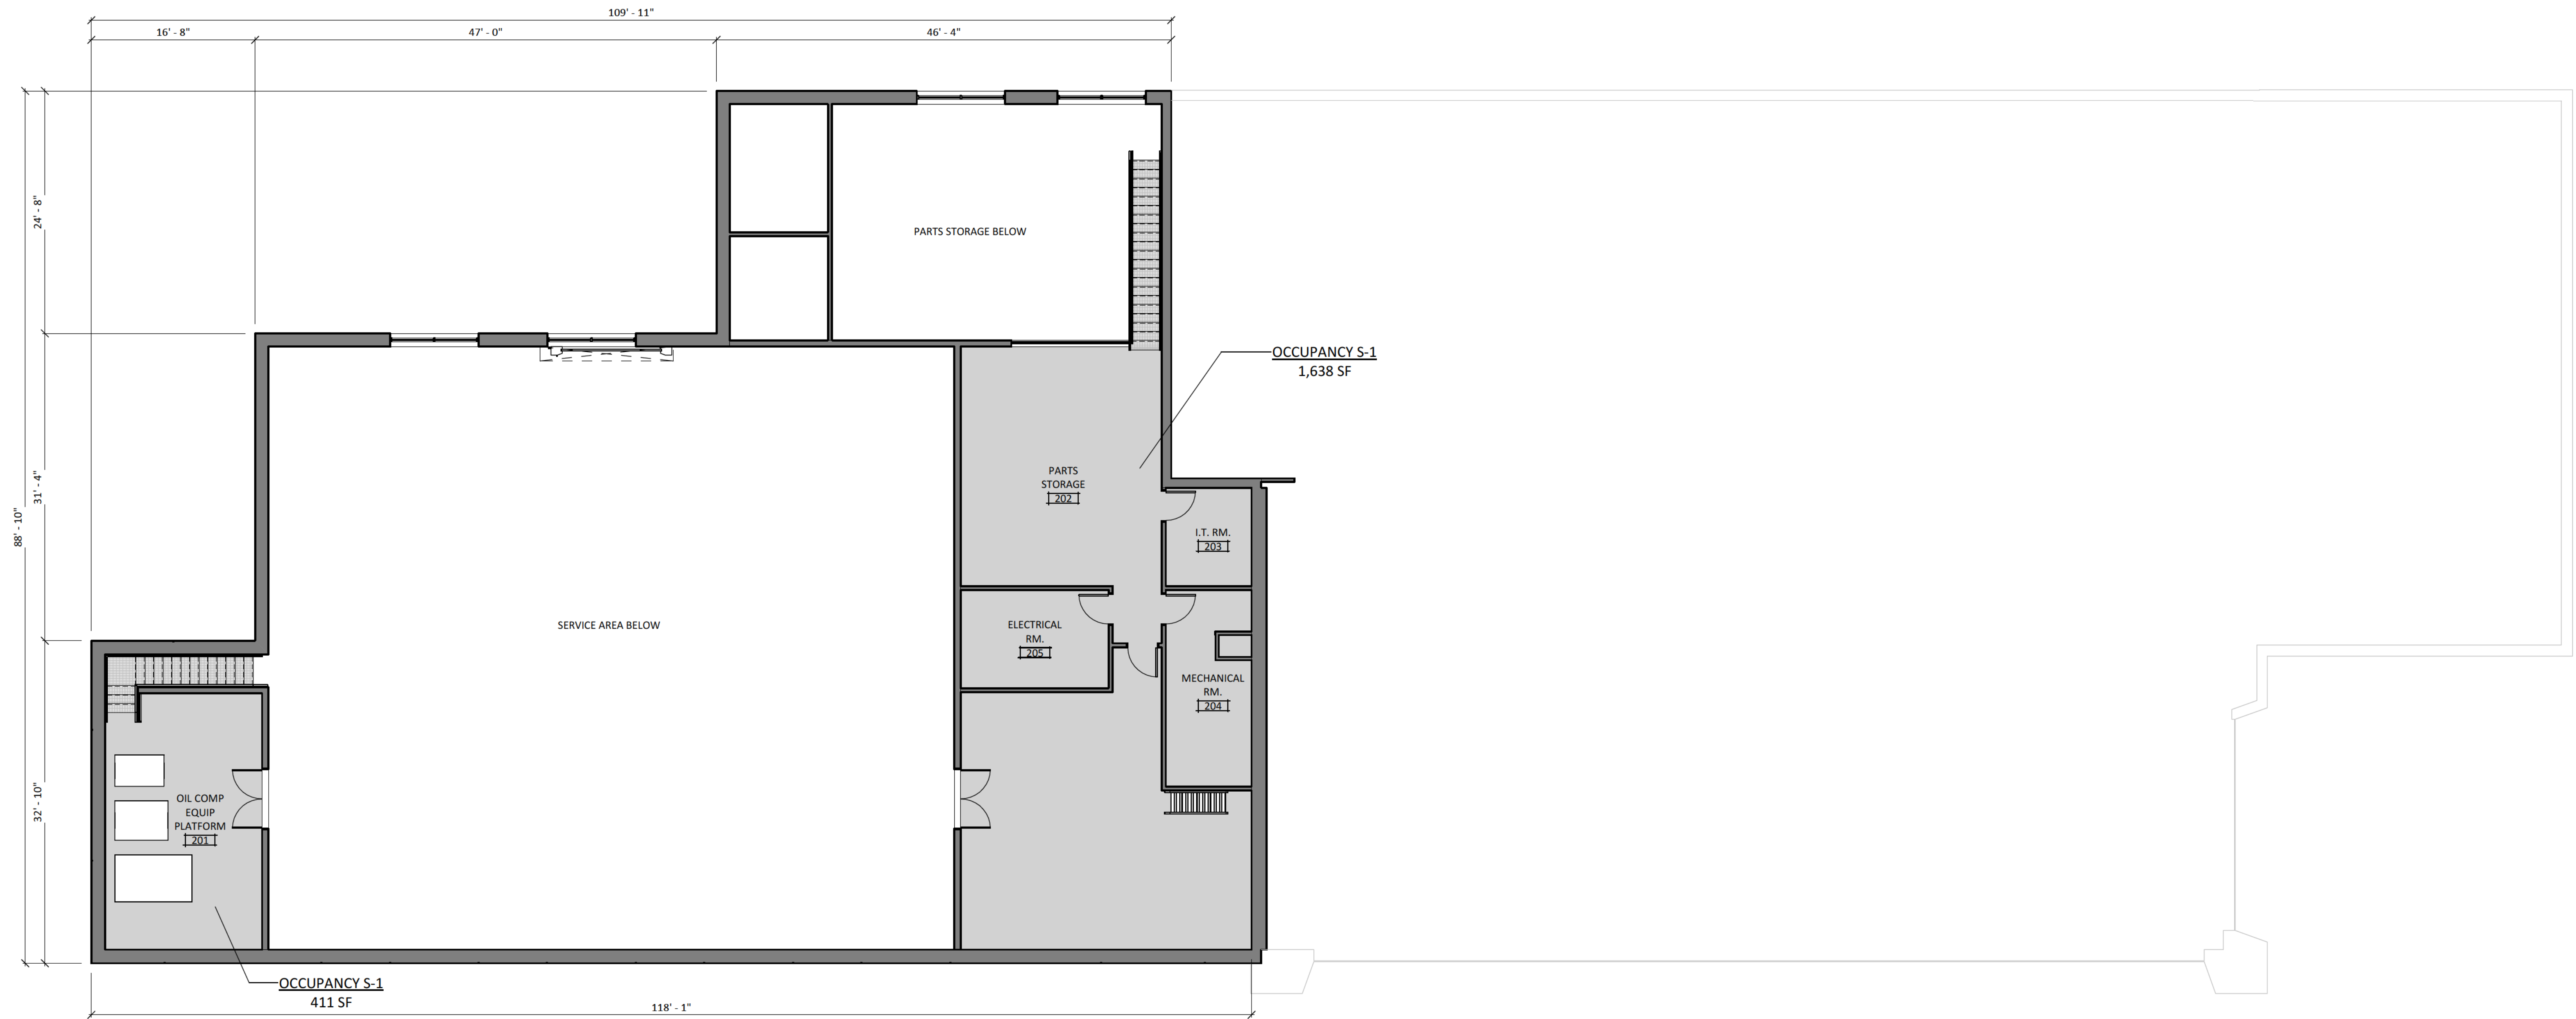 109' - 11"
16' - 8"
47' - 0"
46' - 4"
24' - 8"
31' - 4"
88' - 10"
32' - 10"
PARTS STORAGE BELOW
OCCUPANCY S-1
1,638 SF
PARTS
STORAGE
202
I.T. RM.
203
ELECTRICAL
RM.
205
SERVICE AREA BELOW
MECHANICAL
RM.
204
OIL COMP
EQUIP
PLATFORM
201
OCCUPANCY S-1
411 SF
118' - 1"